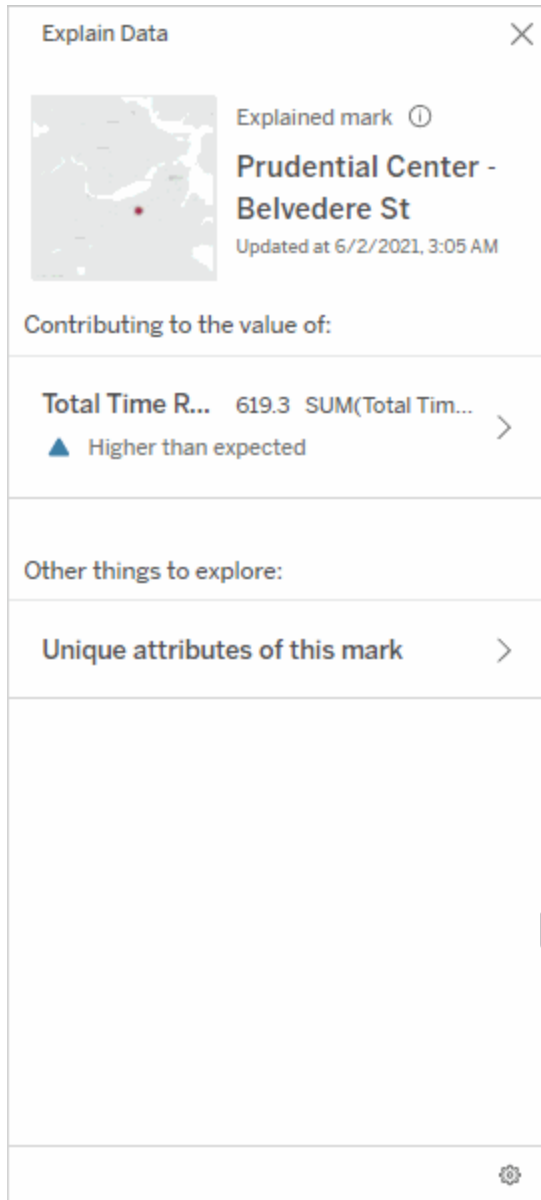 Explain Data
Explained mark
Prudential Center -
Belvedere St
Updated at 6/2/2021, 3:05 AM
Contributing to the value of:
Total Time R... 619.3 SUM(Total Tim...
Higher than expected
Other things to explore:
Unique attributes of this mark